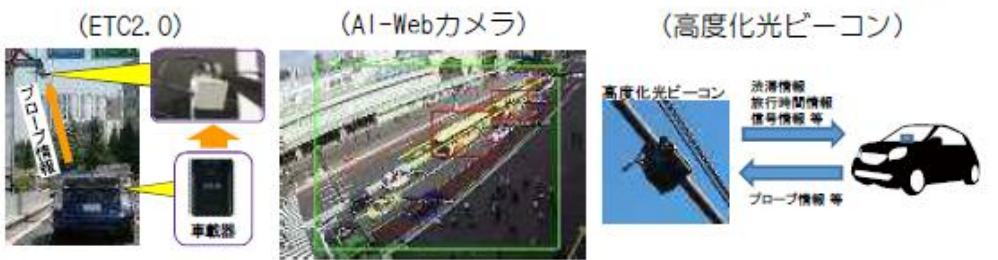 (ETC2.0)
(AI-Webカメラ)
(高度化光ビーコン)
プローブ情報
車載器
高度化光ビーコン
渋滞情報
旅行時間情報
信号情報 等
プローブ情報 等